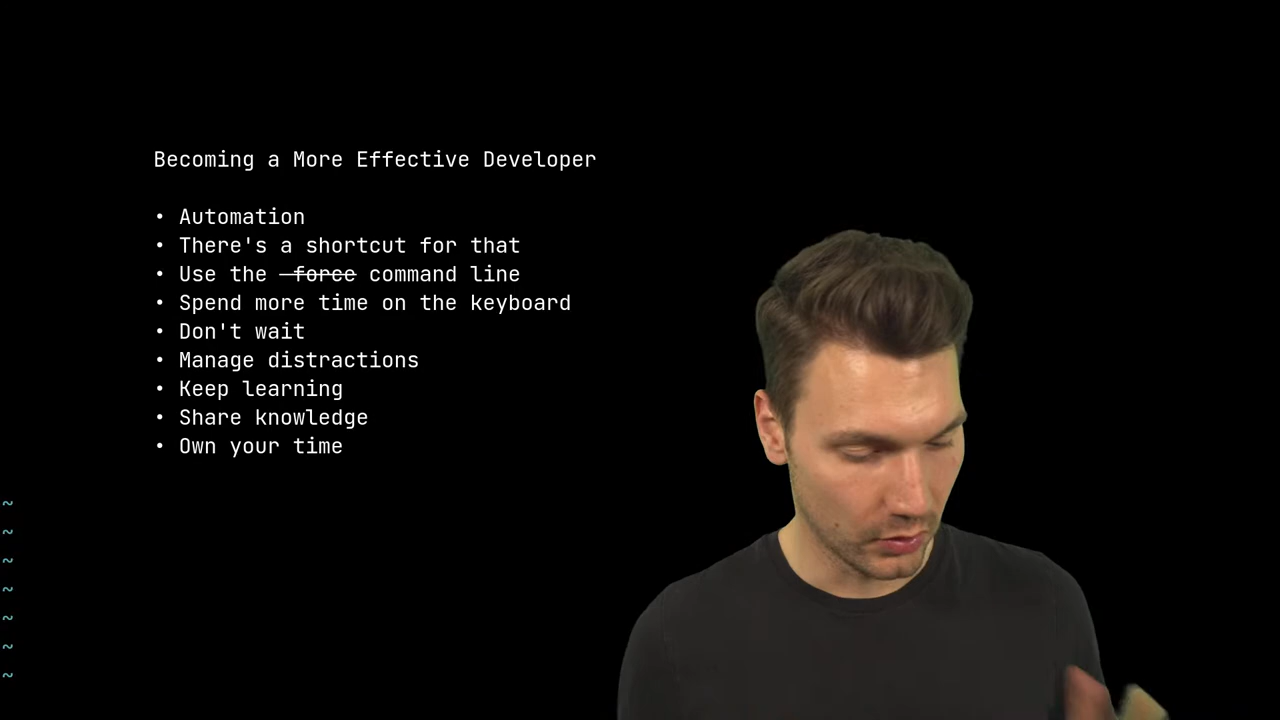 Becoming a More Effective Developer
• Automation
• There's a shortcut for that
• Use the —force command line
• Spend more time on the keyboard
• Don't wait
• Manage distractions
• Keep learning
• Share knowledge
• Own your time
~
~
~
~
~
~
~